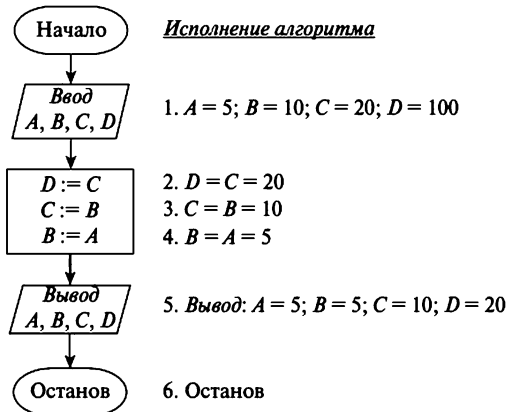 Начало
Исполнение алгоритма
Ввод
A, B, C, D
1. A = 5; B = 10; C = 20; D = 100
D := C
C := B
B := A
2. D = C = 20
3. C = B = 10
4. B = A = 5
Вывод
A, B, C, D
5. Вывод: A = 5; B = 5; C = 10; D = 20
Останов
6. Останов